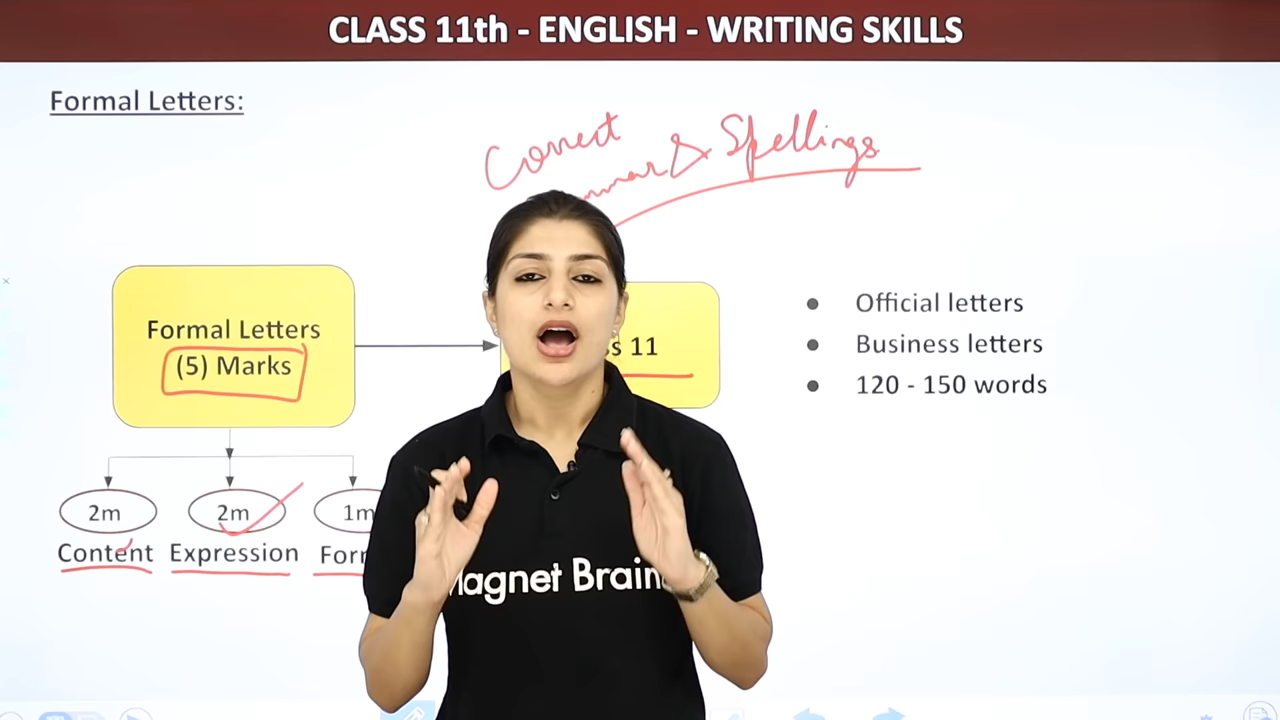 CLASS 11th - ENGLISH - WRITING SKILLS
Formal Letters:
Correct
& Spellings
Formal Letters
(5) Marks
11
Official letters
Business letters
120 - 150 words
2m
2m
1m
Content
Expression
Magnet Brain